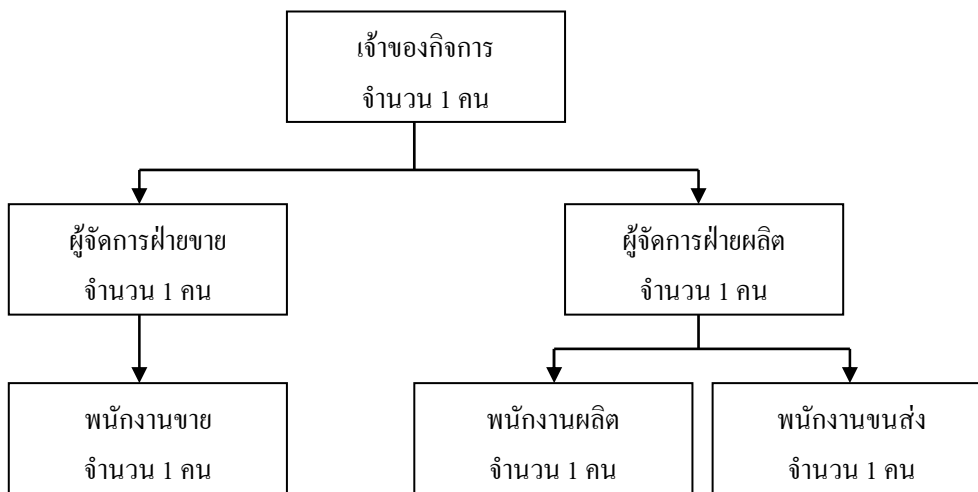 เจ้าของกิจการ
จำนวน 1 คน
ผู้จัดการฝ่ายขาย
จำนวน 1 คน
ผู้จัดการฝ่ายผลิต
จำนวน 1 คน
พนักงานขาย
จำนวน 1 คน
พนักงานผลิต
จำนวน 1 คน
พนักงานขนส่ง
จำนวน 1 คน